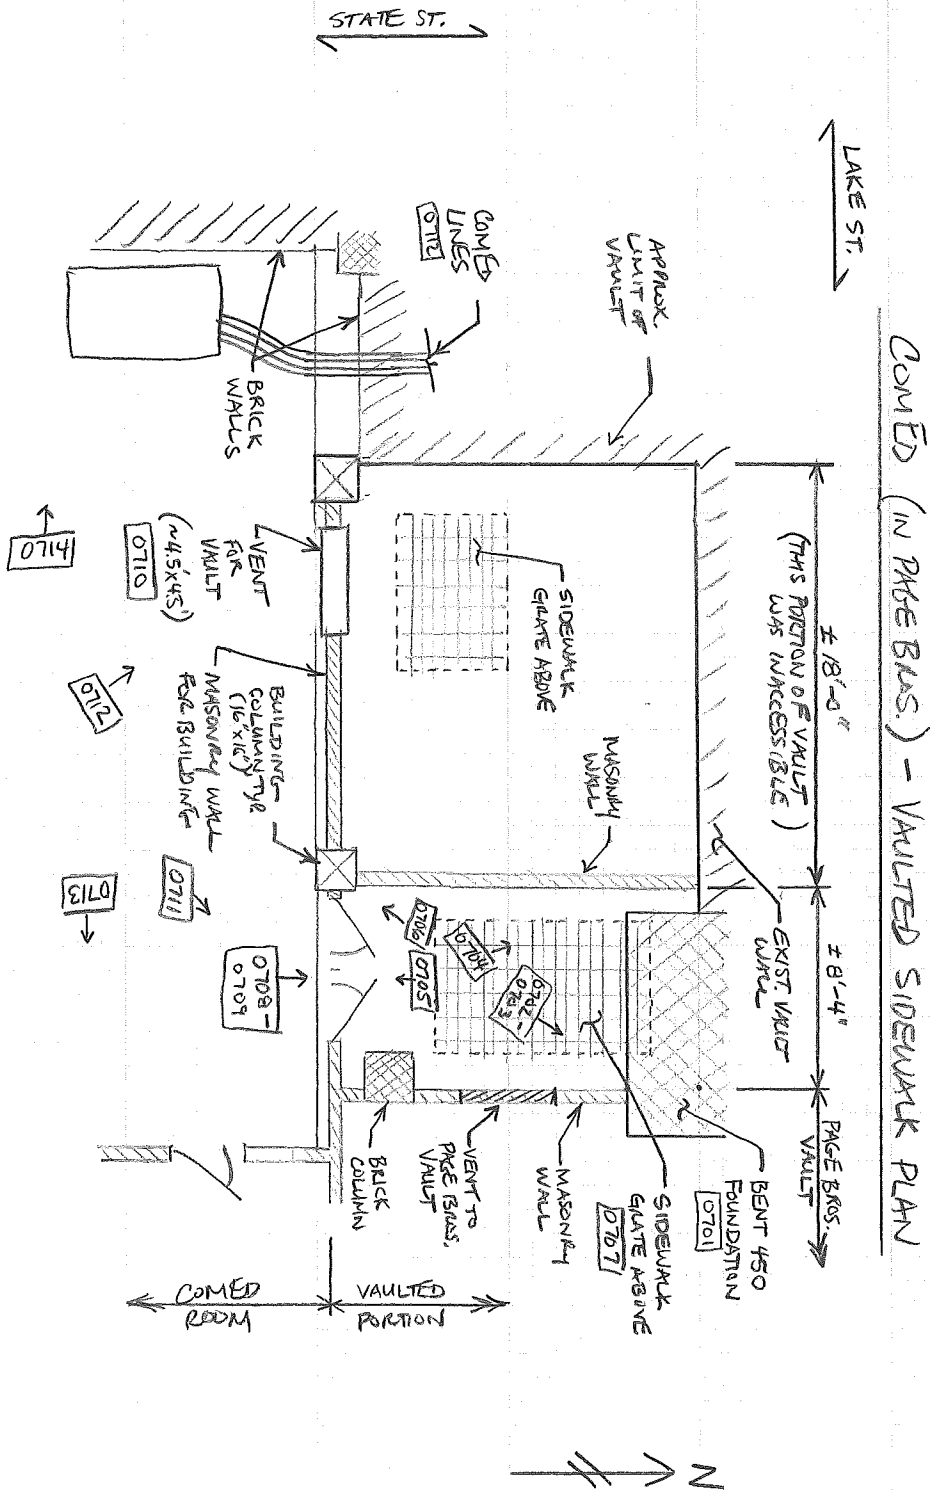 COMED (IN PAGE BROS.) - VAULTED SIDEWALK PLAN
LAKE ST.
STATE ST.
± 18'-0"
(THIS PORTION OF VAULT
WAS INACCESSIBLE)
± 8'-4"
PAGE BROS.
VAULT
APPROX.
LIMIT OF
VAULT
EXIST. VAULT
WALL
BENT 450
FOUNDATION
0701
COMED
LINES
0712
SIDEWALK
GRATE ABOVE
MASONRY
WALL
SIDEWALK
GRATE ABOVE
0707
MASONRY
WALL
VENT TO
PAGE BROS.
VAULT
BRICK
COLUMN
0702-
0703
0704
0705
0706
BRICK
WALLS
VENT
FOR
VAULT
(~4.5'x4.5')
0710
BUILDING
COLUMN TYP.
(16"x16")
MASONRY WALL
FOR BUILDING
0708-
0709
0711
0712
0713
0714
VAULTED
PORTION
COMED
ROOM
N